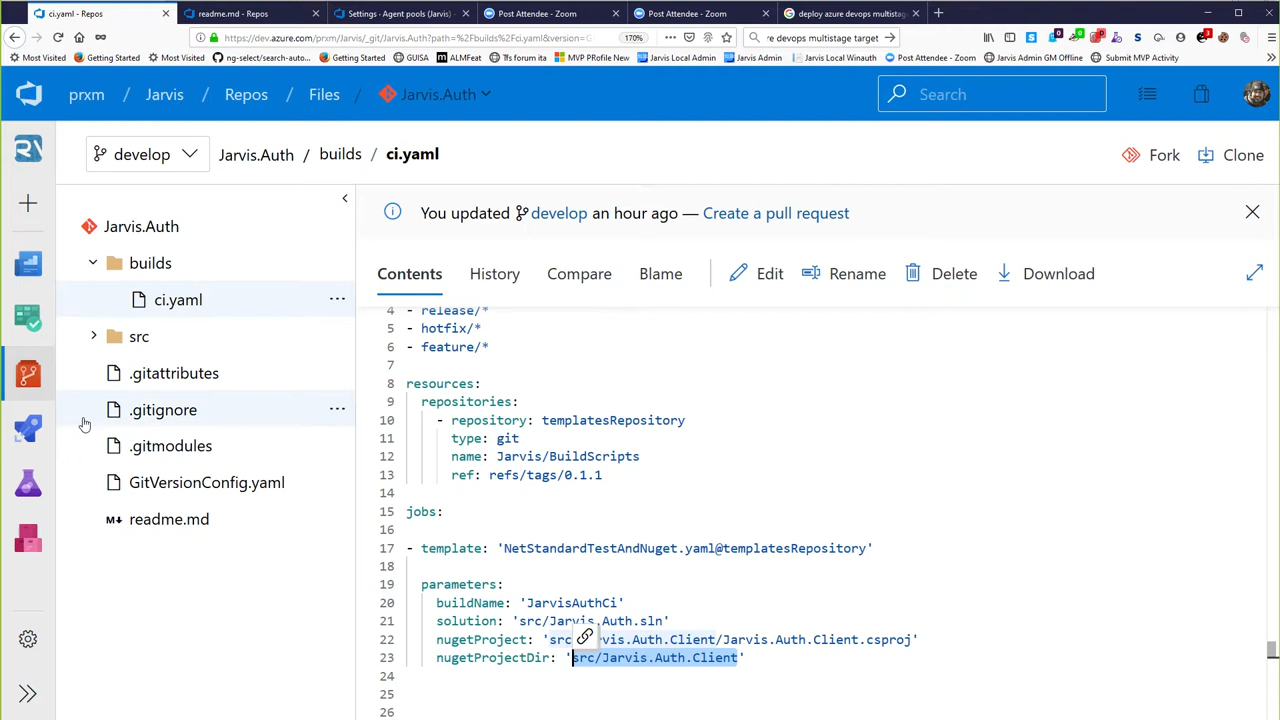 ci.yaml - Repos
readme.md - Repos
Settings - Agent pools (Jarvis) -
Post Attendee - Zoom
Post Attendee - Zoom
deploy azure devops multistage
https://dev.azure.com/prxm/Jarvis/_git/Jarvis.Auth?path=%2Fbuilds%2Fci.yaml&version=G
170%
re devops multistage target
Most Visited
Getting Started
Most Visited
ng-select/search-auto...
Getting Started
GUISA
ALMFeat
Tfs forum ita
MVP PRofile New
Jarvis Local Admin
Jarvis Admin
Jarvis Local Winauth
Post Attendee - Zoom
Jarvis Admin GM Offline
Submit MVP Activity
prxm / Jarvis / Repos / Files / Jarvis.Auth
Search
develop
Jarvis.Auth / builds / ci.yaml
Fork
Clone
Jarvis.Auth
builds
ci.yaml
src
.gitattributes
.gitignore
.gitmodules
GitVersionConfig.yaml
readme.md
You updated develop an hour ago — Create a pull request
Contents
History
Compare
Blame
Edit
Rename
Delete
Download
4 - release/*
5 - hotfix/*
6 - feature/*
7
8 resources:
9 repositories:
10 - repository: templatesRepository
11 type: git
12 name: Jarvis/BuildScripts
13 ref: refs/tags/0.1.1
14
15 jobs:
16
17 - template: 'NetStandardTestAndNuget.yaml@templatesRepository'
18
19 parameters:
20 buildName: 'JarvisAuthCi'
21 solution: 'src/Jarvis.Auth.sln'
22 nugetProject: 'src rvis.Auth.Client/Jarvis.Auth.Client.csproj'
23 nugetProjectDir: 'src/Jarvis.Auth.Client'
24
25
26